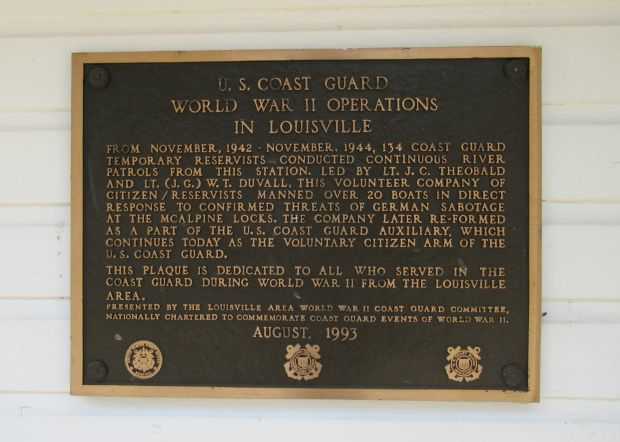 U. S. COAST GUARD
WORLD WAR II OPERATIONS
IN LOUISVILLE
FROM NOVEMBER, 1942 - NOVEMBER, 1944, 134 COAST GUARD
TEMPORARY RESERVISTS CONDUCTED CONTINUOUS RIVER
PATROLS FROM THIS STATION. LED BY LT. J. C. THEOBALD
AND LT. (J. G.) W. T. DUVALL, THIS VOLUNTEER COMPANY OF
CITIZEN / RESERVISTS MANNED OVER 20 BOATS IN DIRECT
RESPONSE TO CONFIRMED THREATS OF GERMAN SABOTAGE
AT THE MCALPINE LOCKS. THE COMPANY LATER RE-FORMED
AS A PART OF THE U.S. COAST GUARD AUXILIARY, WHICH
CONTINUES TODAY AS THE VOLUNTARY CITIZEN ARM OF THE
U. S. COAST GUARD.
THIS PLAQUE IS DEDICATED TO ALL WHO SERVED IN THE
COAST GUARD DURING WORLD WAR II FROM THE LOUISVILLE
AREA.
PRESENTED BY THE LOUISVILLE AREA WORLD WAR II COAST GUARD COMMITTEE,
NATIONALLY CHARTERED TO COMMEMORATE COAST GUARD EVENTS OF WORLD WAR II.
AUGUST, 1993